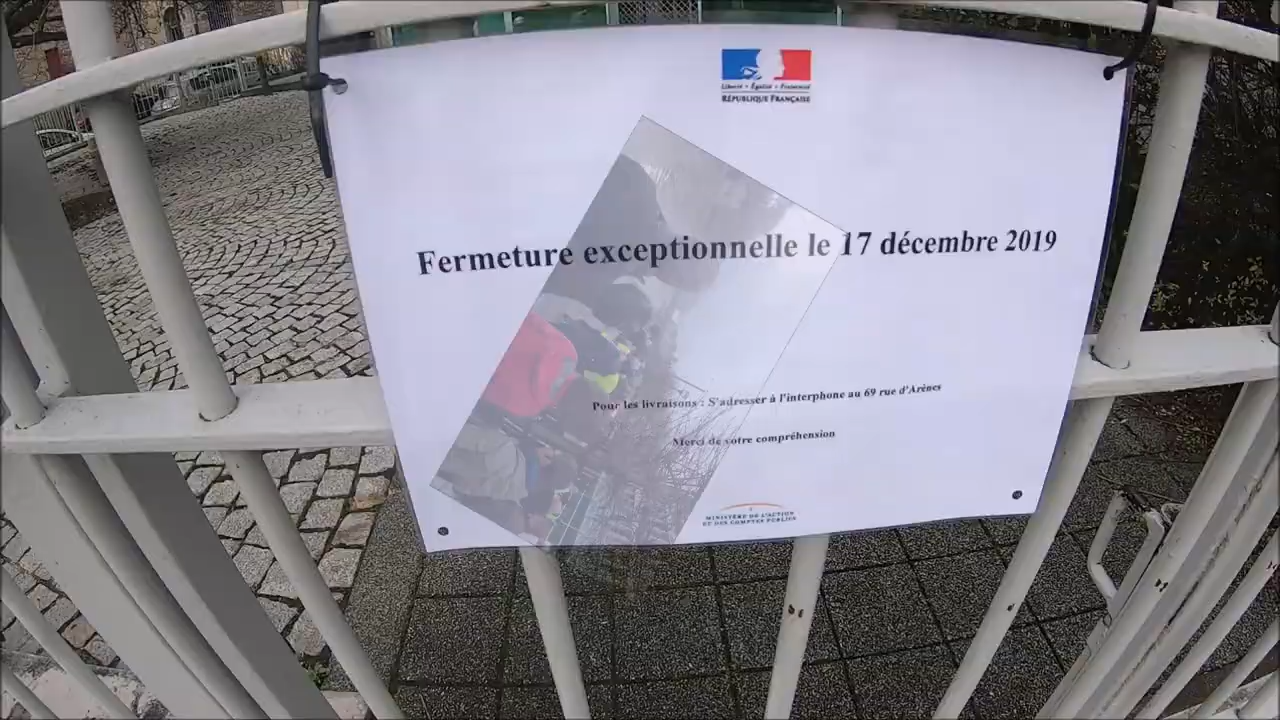 Liberté • Égalité • Fraternité
RÉPUBLIQUE FRANÇAISE
Fermeture exceptionnelle le 17 décembre 2019
Pour les livraisons : S'adresser à l'interphone au 69 rue d'Arènes
Merci de votre compréhension
MINISTÈRE DE L'ACTION
ET DES COMPTES PUBLICS